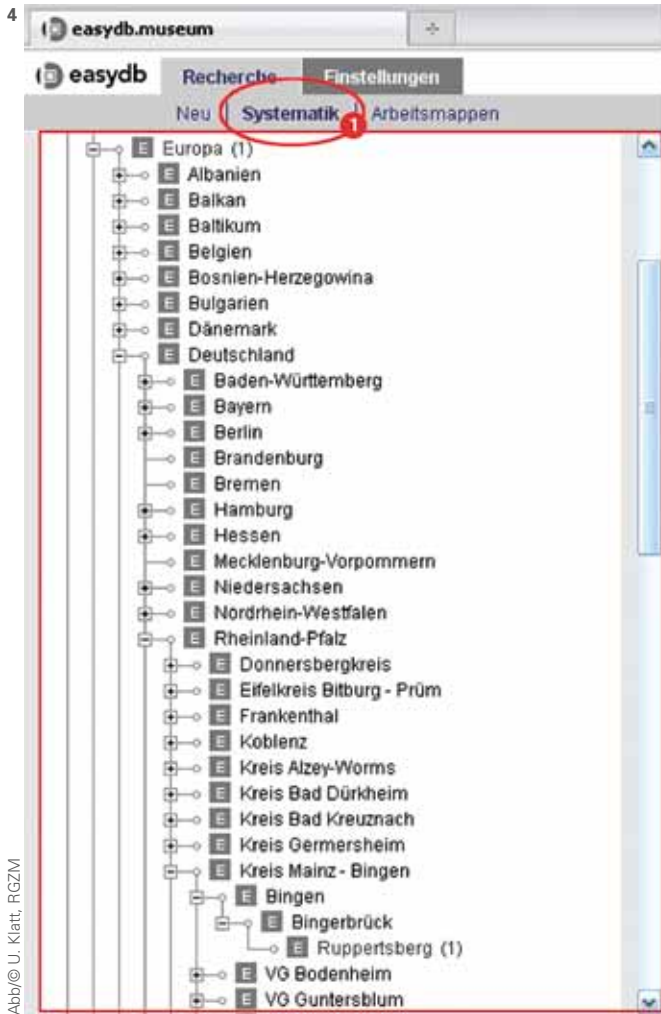 4
easydb.museum
easydb Recherche Einstellungen
Neu | Systematik | Arbeitsmappen
1
E Europa (1)
E Albanien
E Balkan
E Baltikum
E Belgien
E Bosnien-Herzegowina
E Bulgarien
E Dänemark
E Deutschland
E Baden-Württemberg
E Bayern
E Berlin
E Brandenburg
E Bremen
E Hamburg
E Hessen
E Mecklenburg-Vorpommern
E Niedersachsen
E Nordrhein-Westfalen
E Rheinland-Pfalz
E Donnersbergkreis
E Eifelkreis Bitburg - Prüm
E Frankenthal
E Koblenz
E Kreis Alzey-Worms
E Kreis Bad Dürkheim
E Kreis Bad Kreuznach
E Kreis Germersheim
E Kreis Mainz - Bingen
E Bingen
E Bingerbrück
E Ruppertsberg (1)
E VG Bodenheim
E VG Guntersblum
Abb/© U. Klatt, RGZM